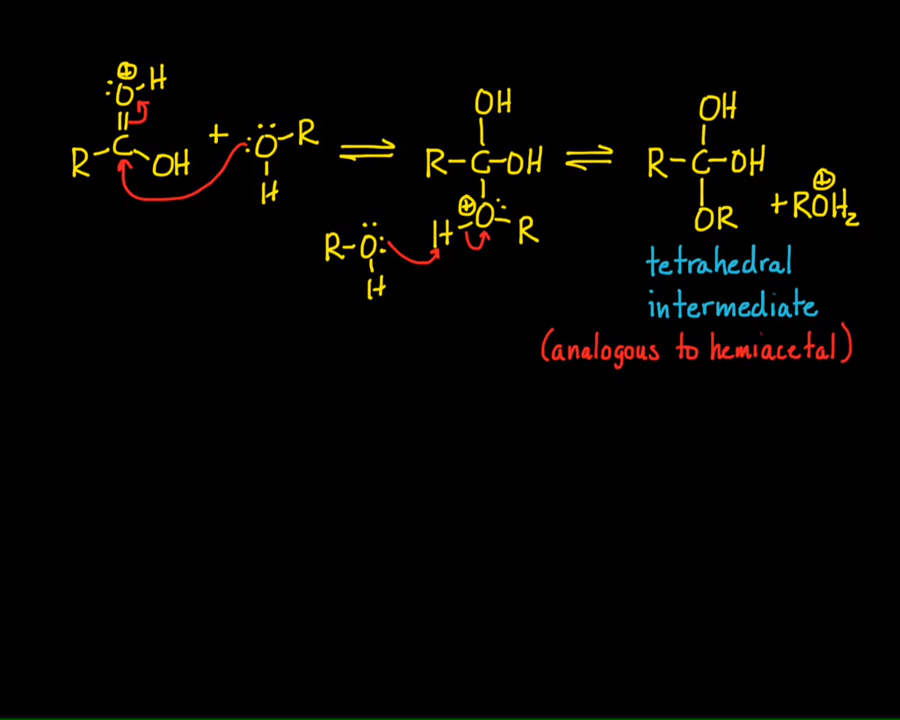 ⊕
:O-H
||
R-C-OH + :Ö-R ⇌ R-C-OH ⇌ R-C-OH
H
OH
⊕
H-O:-R
R-Ö:
H
OH
OR
+ ROH₂
⊕
tetrahedral
intermediate
(analogous to hemiacetal)